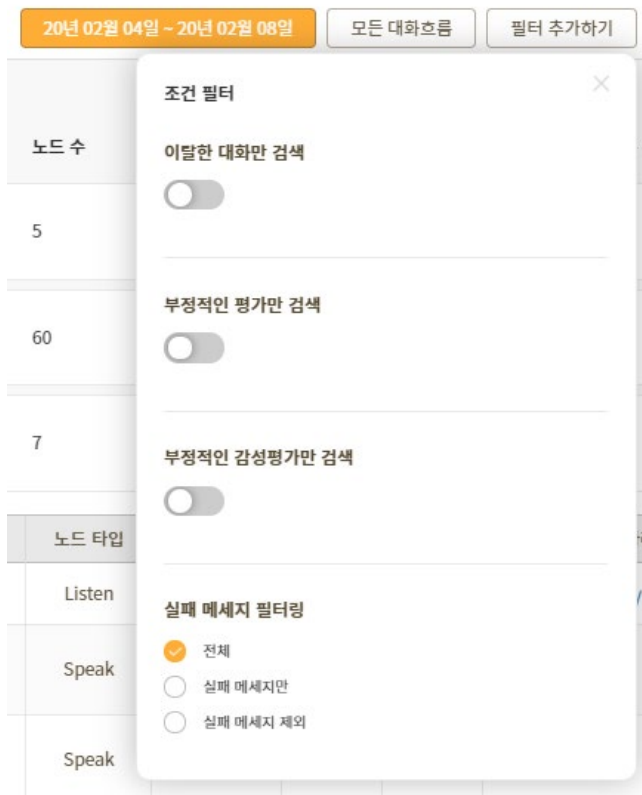 20년 02월 04일 ~ 20년 02월 08일
모든 대화흐름
필터 추가하기
조건 필터
노드 수
이탈한 대화만 검색
5
부정적인 평가만 검색
60
7
부정적인 감성평가만 검색
노드 타입
Listen
실패 메세지 필터링
전체
Speak
실패 메세지만
실패 메세지 제외
Speak